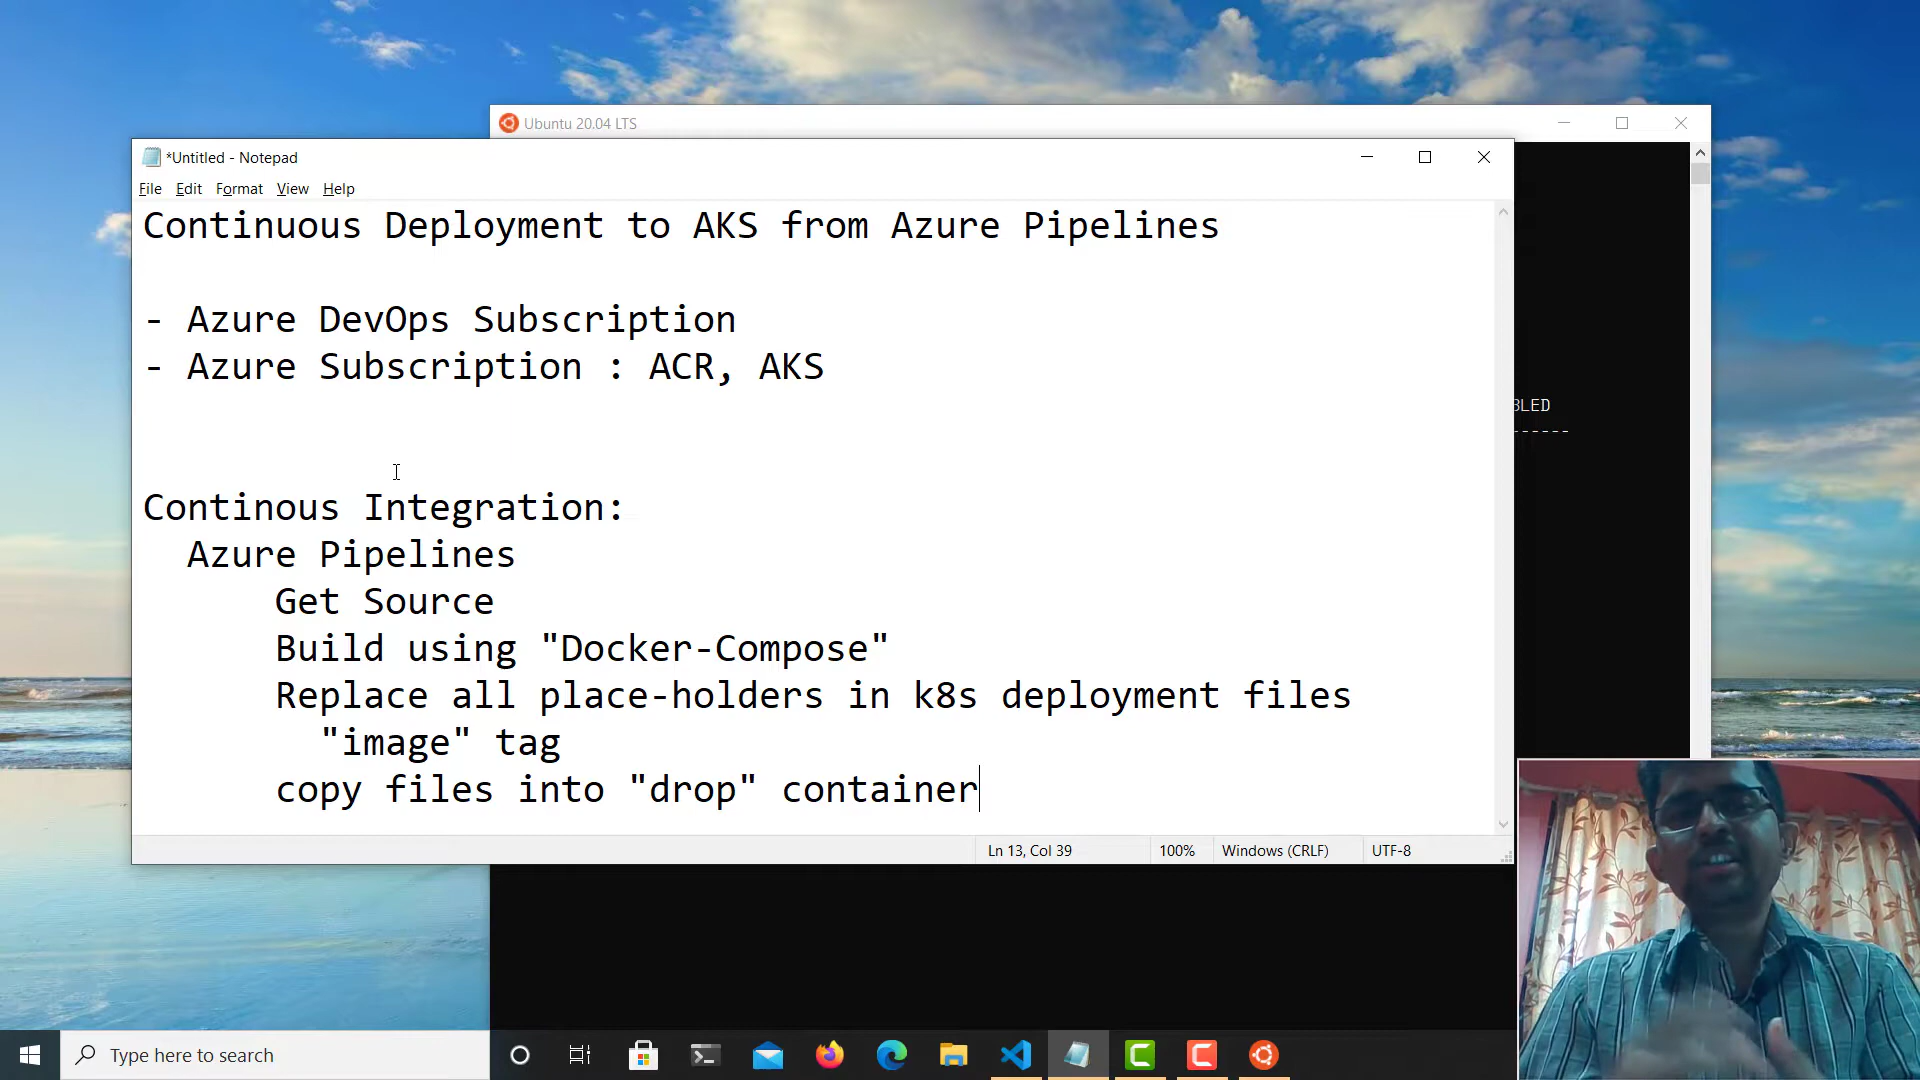 Ubuntu 20.04 LTS
*Untitled - Notepad
File Edit Format View Help
Continuous Deployment to AKS from Azure Pipelines
- Azure DevOps Subscription
- Azure Subscription : ACR, AKS
Continous Integration:
Azure Pipelines
Get Source
Build using "Docker-Compose"
Replace all place-holders in k8s deployment files
"image" tag
copy files into "drop" container
Ln 13, Col 39
100%
Windows (CRLF)
UTF-8
Type here to search